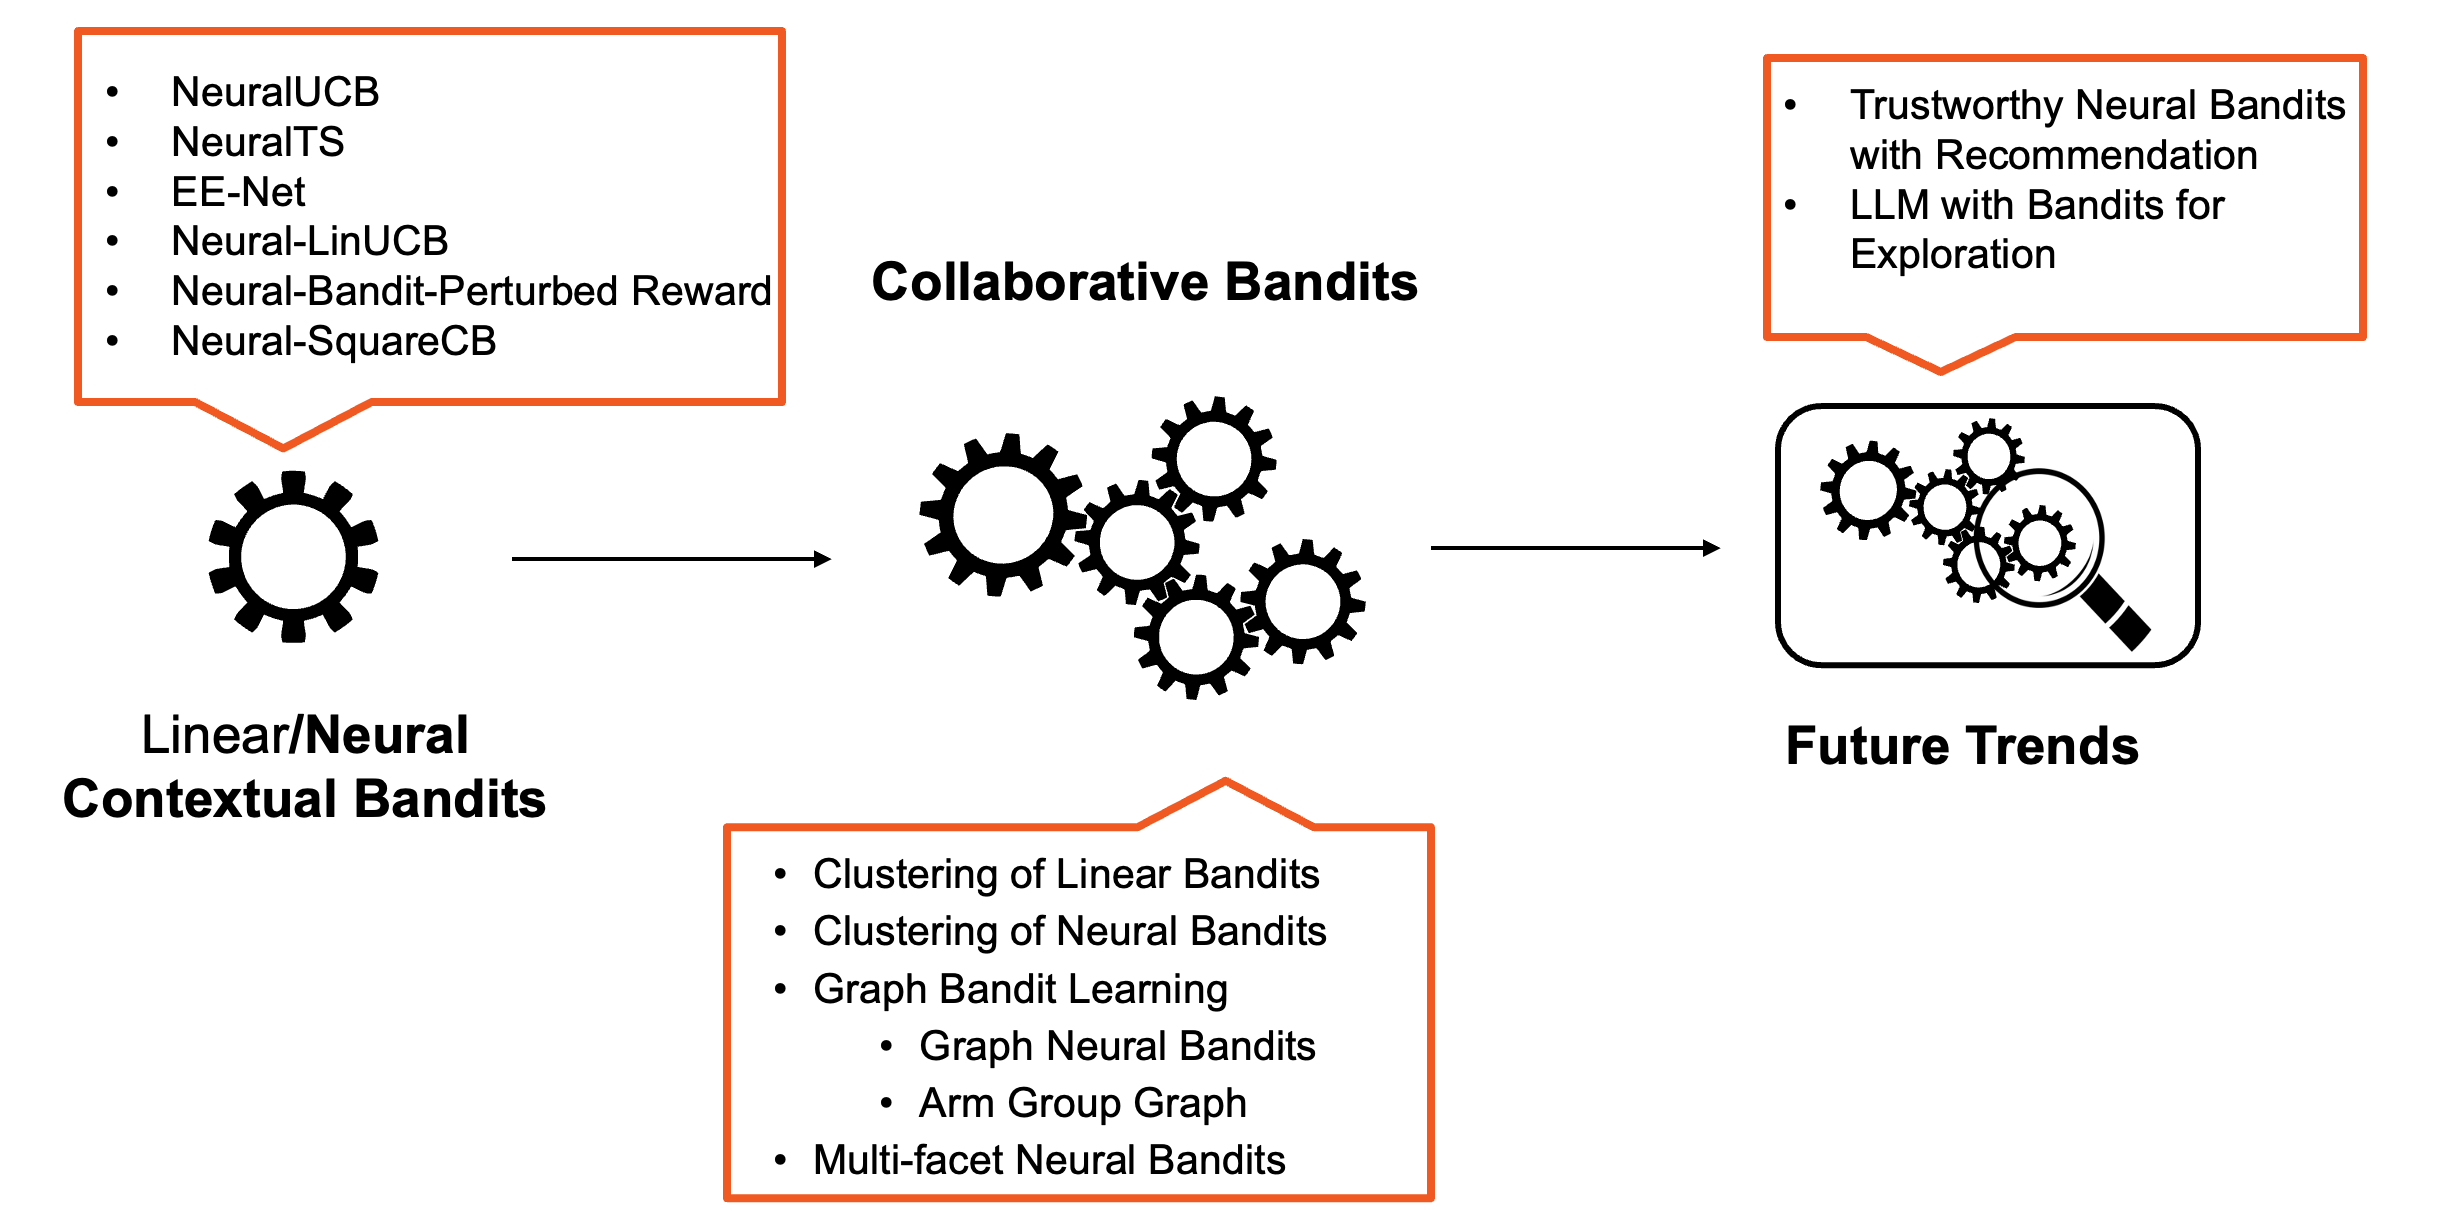 • NeuralUCB
• NeuralTS
• EE-Net
• Neural-LinUCB
• Neural-Bandit-Perturbed Reward
• Neural-SquareCB
Linear/Neural
Contextual Bandits
Collaborative Bandits
• Clustering of Linear Bandits
• Clustering of Neural Bandits
• Graph Bandit Learning
• Graph Neural Bandits
• Arm Group Graph
• Multi-facet Neural Bandits
• Trustworthy Neural Bandits
with Recommendation
• LLM with Bandits for
Exploration
Future Trends